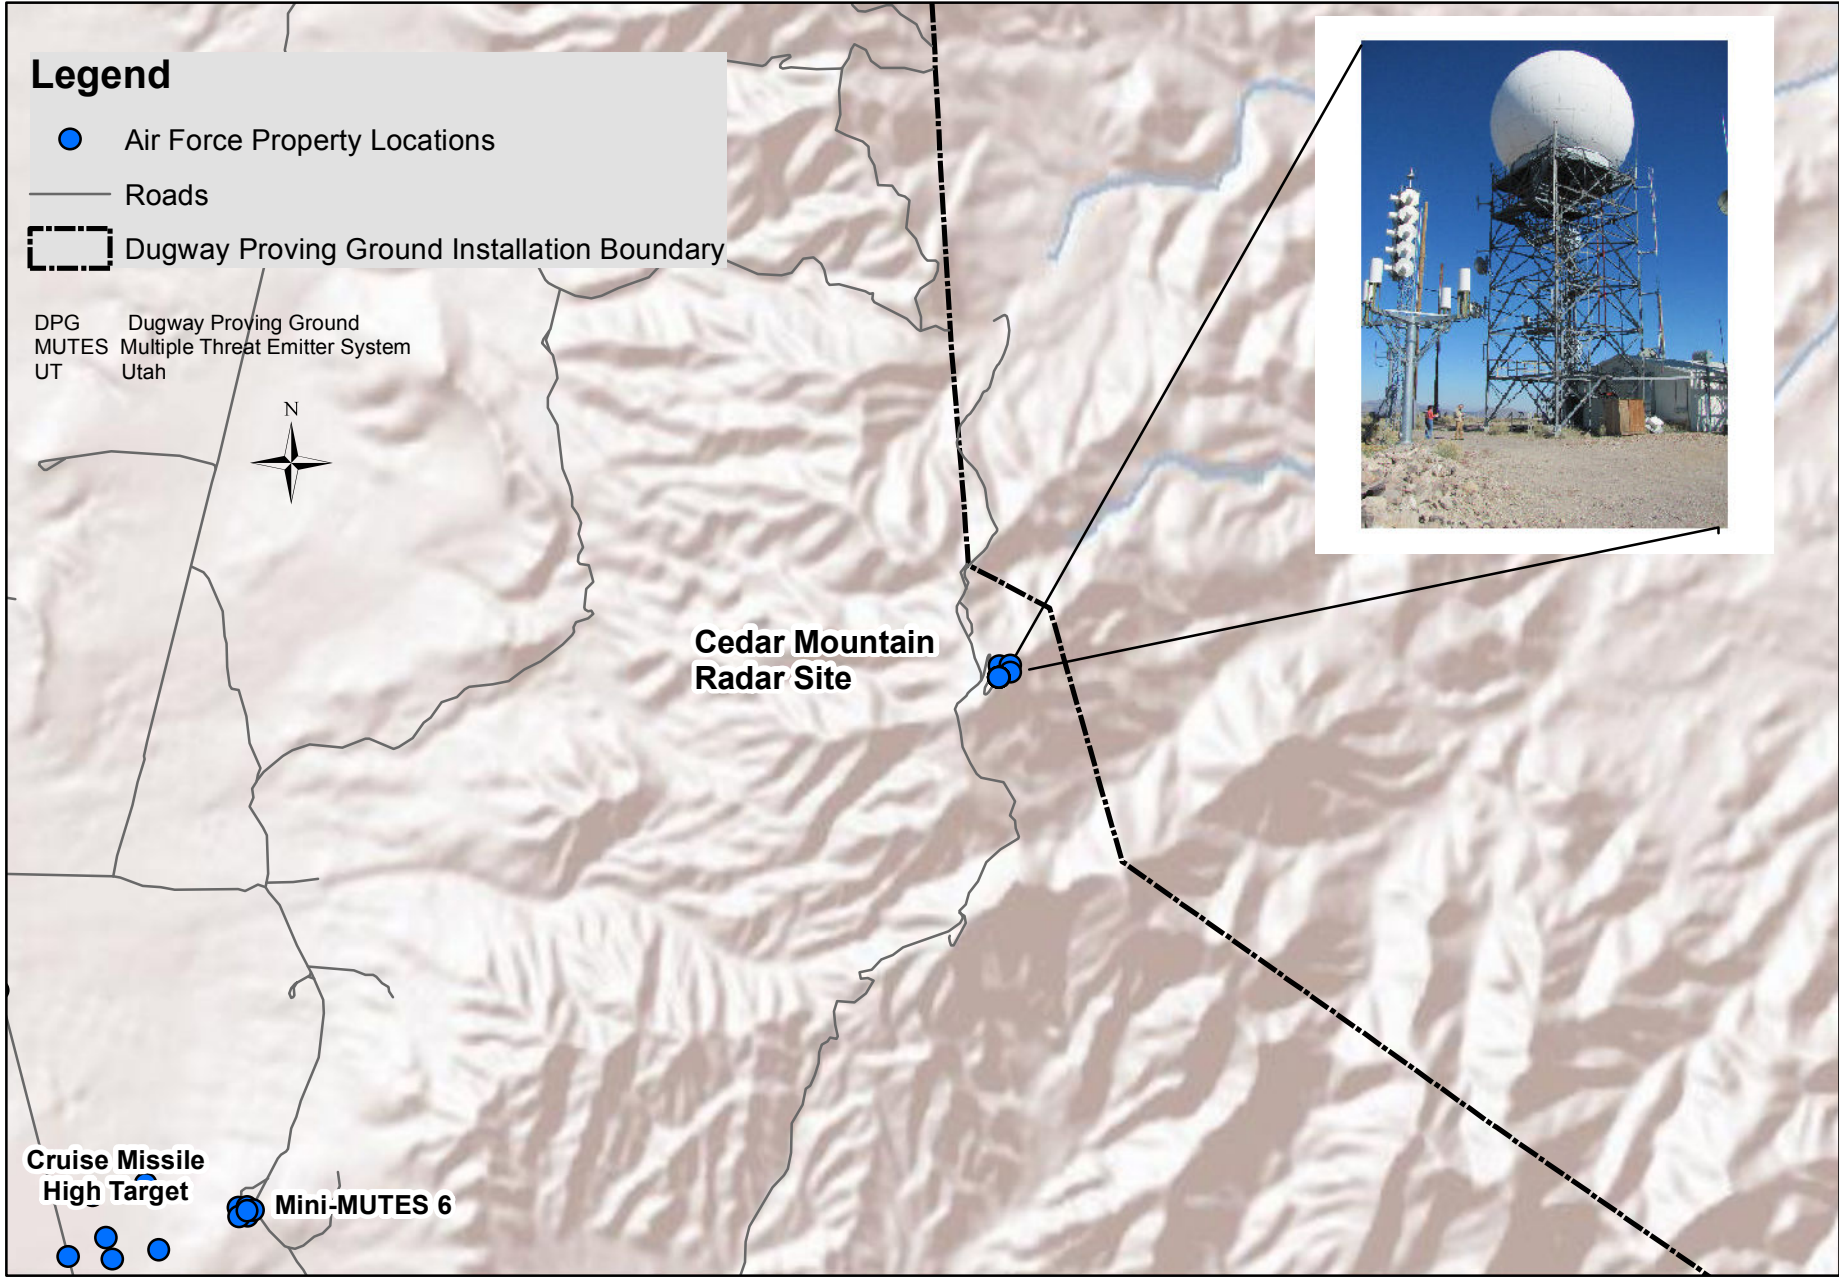 Legend
Air Force Property Locations
Roads
Dugway Proving Ground Installation Boundary
DPG Dugway Proving Ground
MUTES Multiple Threat Emitter System
UT Utah
N
Cedar Mountain
Radar Site
Cruise Missile
High Target
Mini-MUTES 6